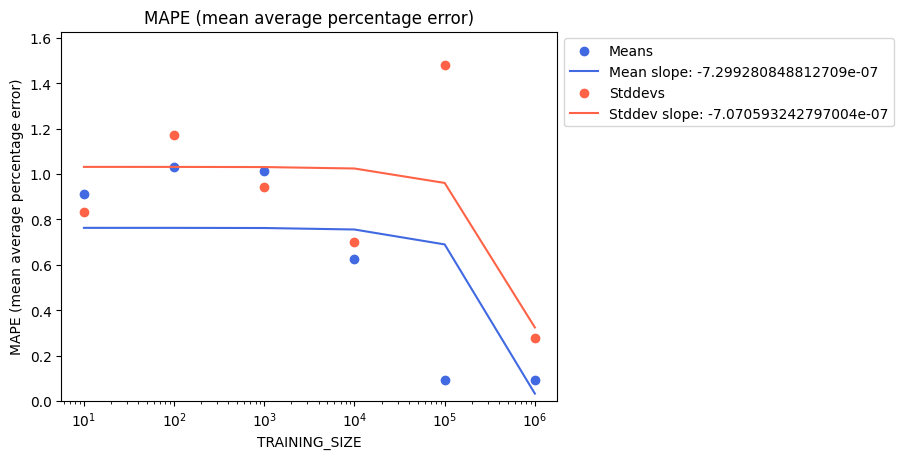 MAPE (mean average percentage error)
MAPE (mean average percentage error)
1.6
1.4
1.2
1.0
0.8
0.6
0.4
0.2
0.0
10^1
10^2
10^3
10^4
10^5
10^6
TRAINING_SIZE
Means
Mean slope: -7.299280848812709e-07
Stddevs
Stddev slope: -7.070593242797004e-07